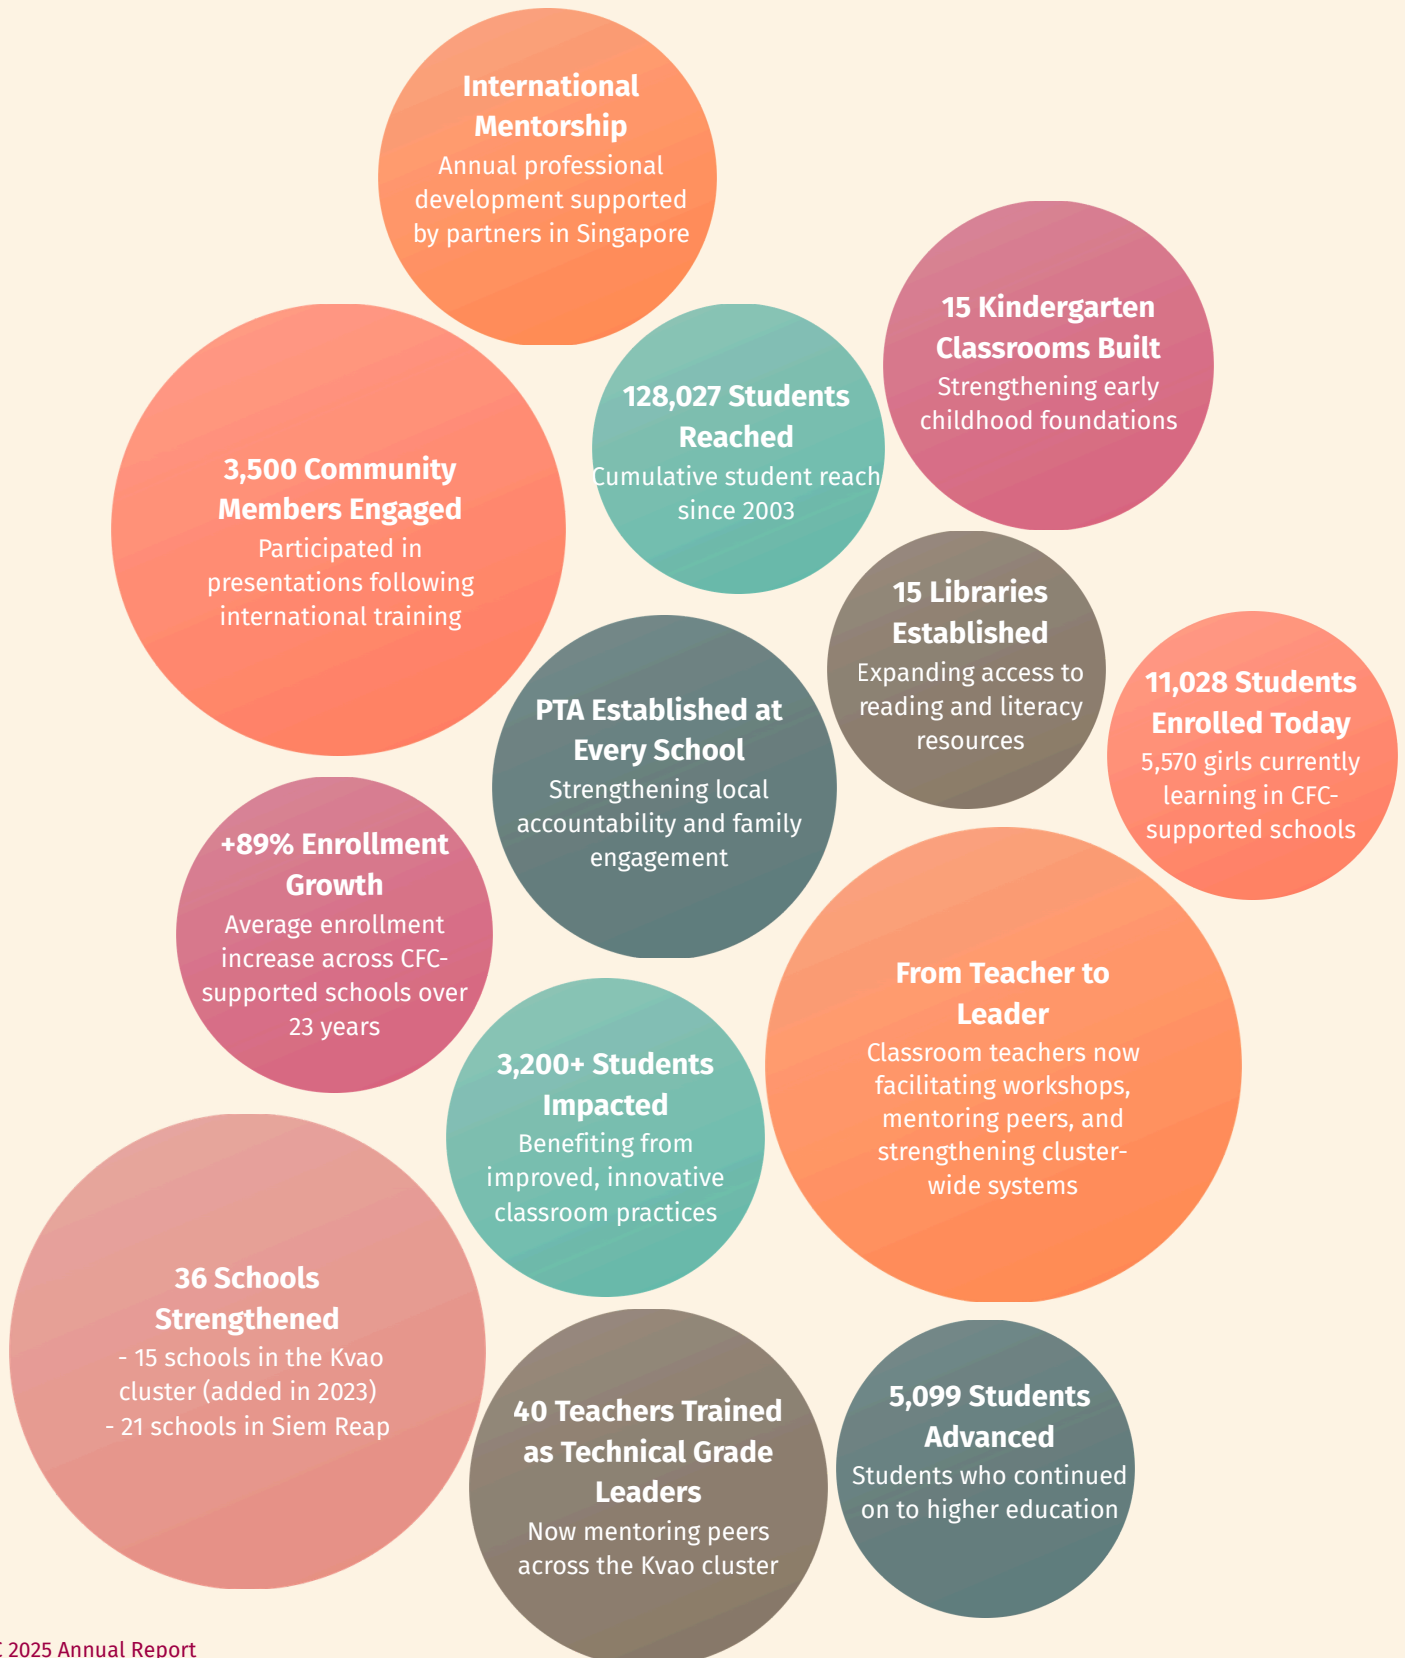 International
Mentorship
Annual professional
development supported
by partners in Singapore
15 Kindergarten
Classrooms Built
Strengthening early
childhood foundations
128,027 Students
Reached
Cumulative student reach
since 2003
3,500 Community
Members Engaged
Participated in
presentations following
international training
15 Libraries
Established
Expanding access to
reading and literacy
resources
11,028 Students
Enrolled Today
5,570 girls currently
learning in CFC-
supported schools
PTA Established at
Every School
Strengthening local
accountability and family
engagement
+89% Enrollment
Growth
Average enrollment
increase across CFC-
supported schools over
23 years
From Teacher to
Leader
Classroom teachers now
facilitating workshops,
mentoring peers, and
strengthening cluster-
wide systems
3,200+ Students
Impacted
Benefiting from
improved, innovative
classroom practices
36 Schools
Strengthened
- 15 schools in the Kvao
cluster (added in 2023)
- 21 schools in Siem Reap
40 Teachers Trained
as Technical Grade
Leaders
Now mentoring peers
across the Kvao cluster
5,099 Students
Advanced
Students who continued
on to higher education
2025 Annual Report